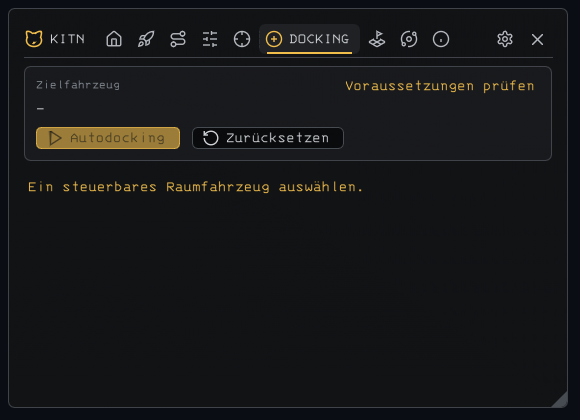 KITN
DOCKING
Zielfahrzeug
Voraussetzungen prüfen
–
Autodocking
Zurücksetzen
Ein steuerbares Raumfahrzeug auswählen.